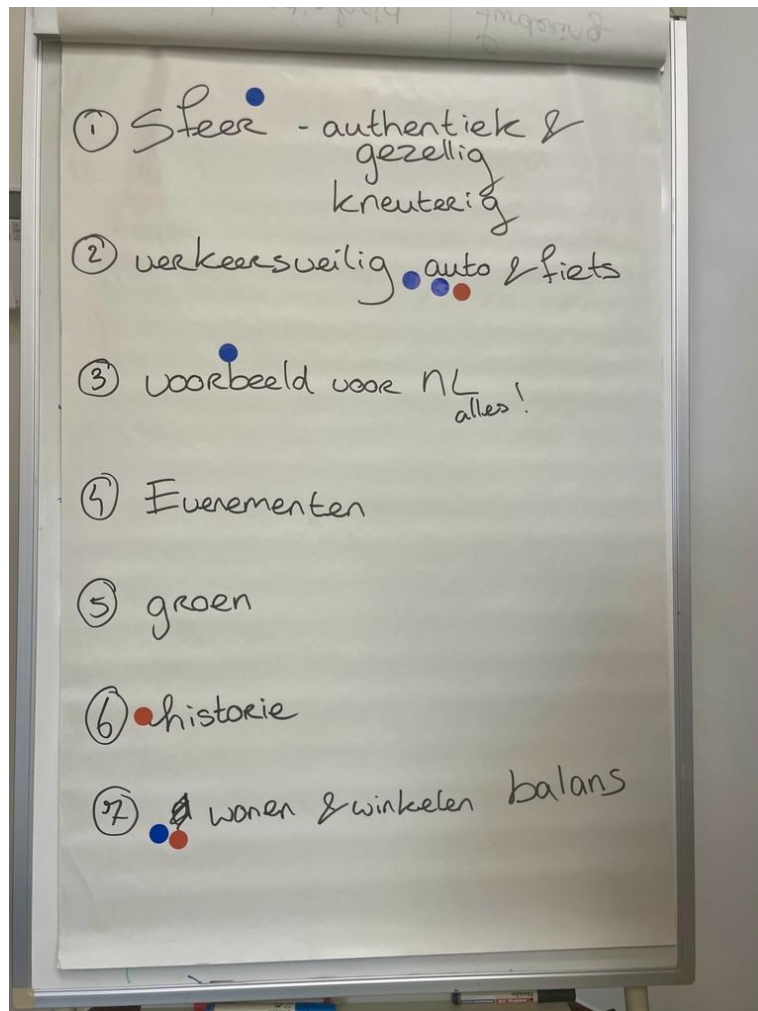 ① Sfeer - authentiek &
gezellig
kneuterig
② verkeersveilig auto & fiets
③ voorbeeld voor NL
alles!
④ Evenementen
⑤ groen
⑥ historie
⑦ wonen & winkelen balans